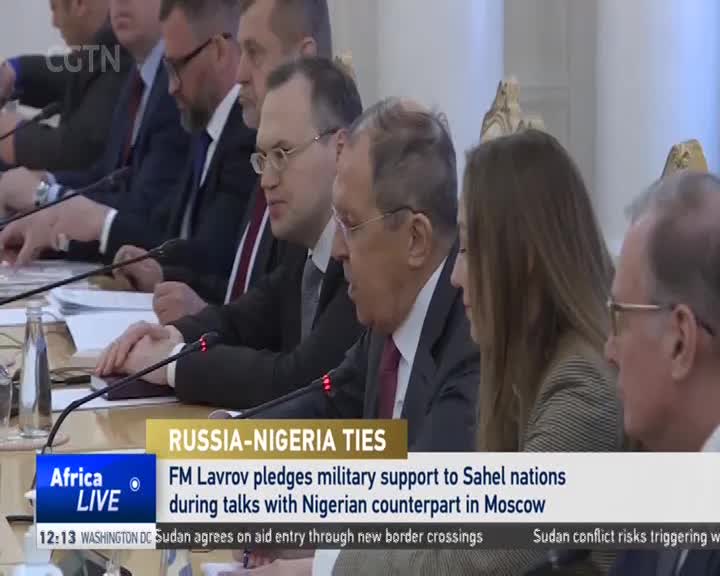 CGTN
RUSSIA-NIGERIA TIES
Africa
LIVE
FM Lavrov pledges military support to Sahel nations
during talks with Nigerian counterpart in Moscow
12:13 WASHINGTON DC
Sudan agrees on aid entry through new border crossings Sudan conflict risks triggering w